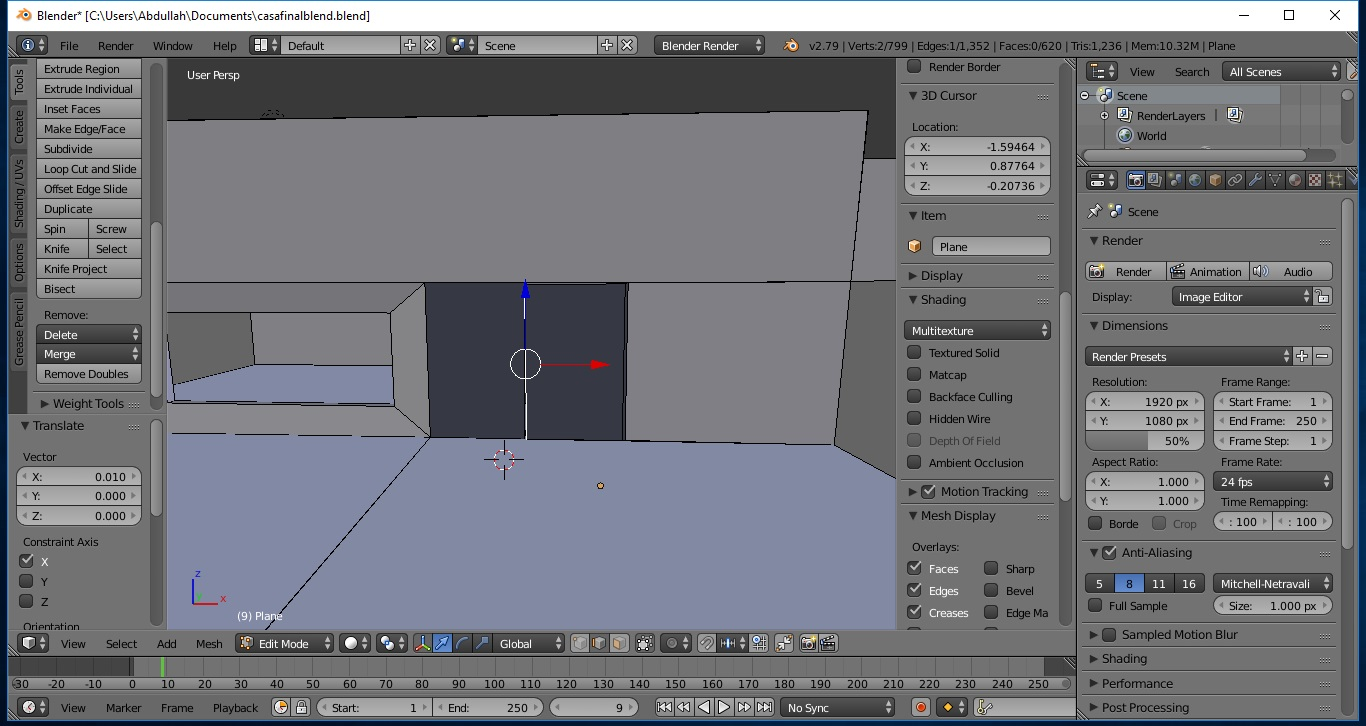 Blender* [C:\Users\Abdullah\Documents\casafinalblend.blend]
File Render Window Help Default Scene Blender Render v2.79 | Verts:2/799 | Edges:1/1,352 | Faces:0/620 | Tris:1,236 | Mem:10.32M | Plane
Tools
Create
Shading / UVs
Options
Grease Pencil
Extrude Region
Extrude Individual
Inset Faces
Make Edge/Face
Subdivide
Loop Cut and Slide
Offset Edge Slide
Duplicate
Spin Screw
Knife Select
Knife Project
Bisect
Remove:
Delete
Merge
Remove Doubles
Weight Tools
Translate
Vector
X: 0.010
Y: 0.000
Z: 0.000
Constraint Axis
X
Y
Z
Orientation
User Persp
z
y
x
(9) Plane
Render Border
3D Cursor
Location:
X: -1.59464
Y: 0.87764
Z: -0.20736
Item
Plane
Display
Shading
Multitexture
Textured Solid
Matcap
Backface Culling
Hidden Wire
Depth Of Field
Ambient Occlusion
Motion Tracking
Mesh Display
Overlays:
Faces Sharp
Edges Bevel
Creases Edge Ma
View Search All Scenes
Scene
RenderLayers |
World
Scene
Render
Render Animation Audio
Display: Image Editor
Dimensions
Render Presets
Resolution: Frame Range:
X: 1920 px Start Frame: 1
Y: 1080 px End Frame: 250
50% Frame Step: 1
Aspect Ratio: Frame Rate:
X: 1.000 24 fps
Y: 1.000 Time Remapping:
Borde Crop : 100 : 100
Anti-Aliasing
5 8 11 16 Mitchell-Netravali
Full Sample Size: 1.000 px
Sampled Motion Blur
Shading
Performance
Post Processing
View Select Add Mesh Edit Mode Global
-30 -20 -10 0 10 20 30 40 50 60 70 80 90 100 110 120 130 140 150 160 170 180 190 200 210 220 230 240 250
View Marker Frame Playback Start: 1 End: 250 9 No Sync